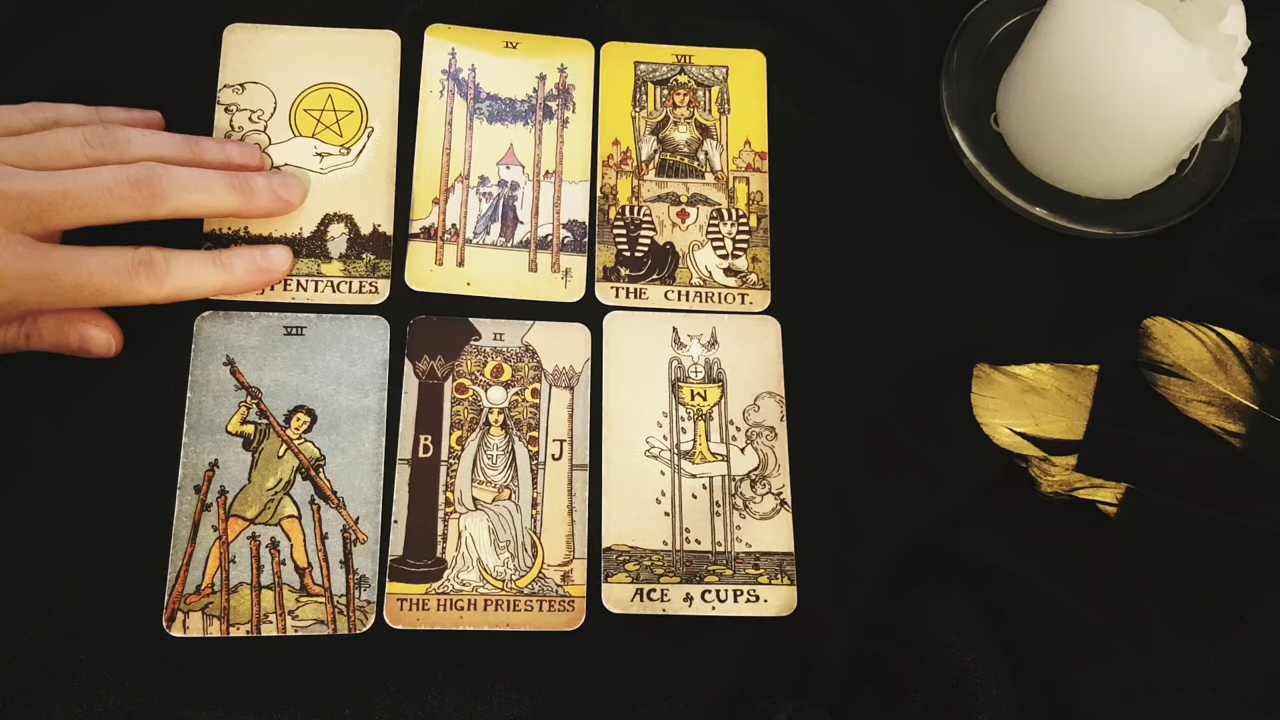 IV
VII
PENTACLES.
THE CHARIOT.
VII
II
B
J
W
THE HIGH PRIESTESS
ACE of CUPS.